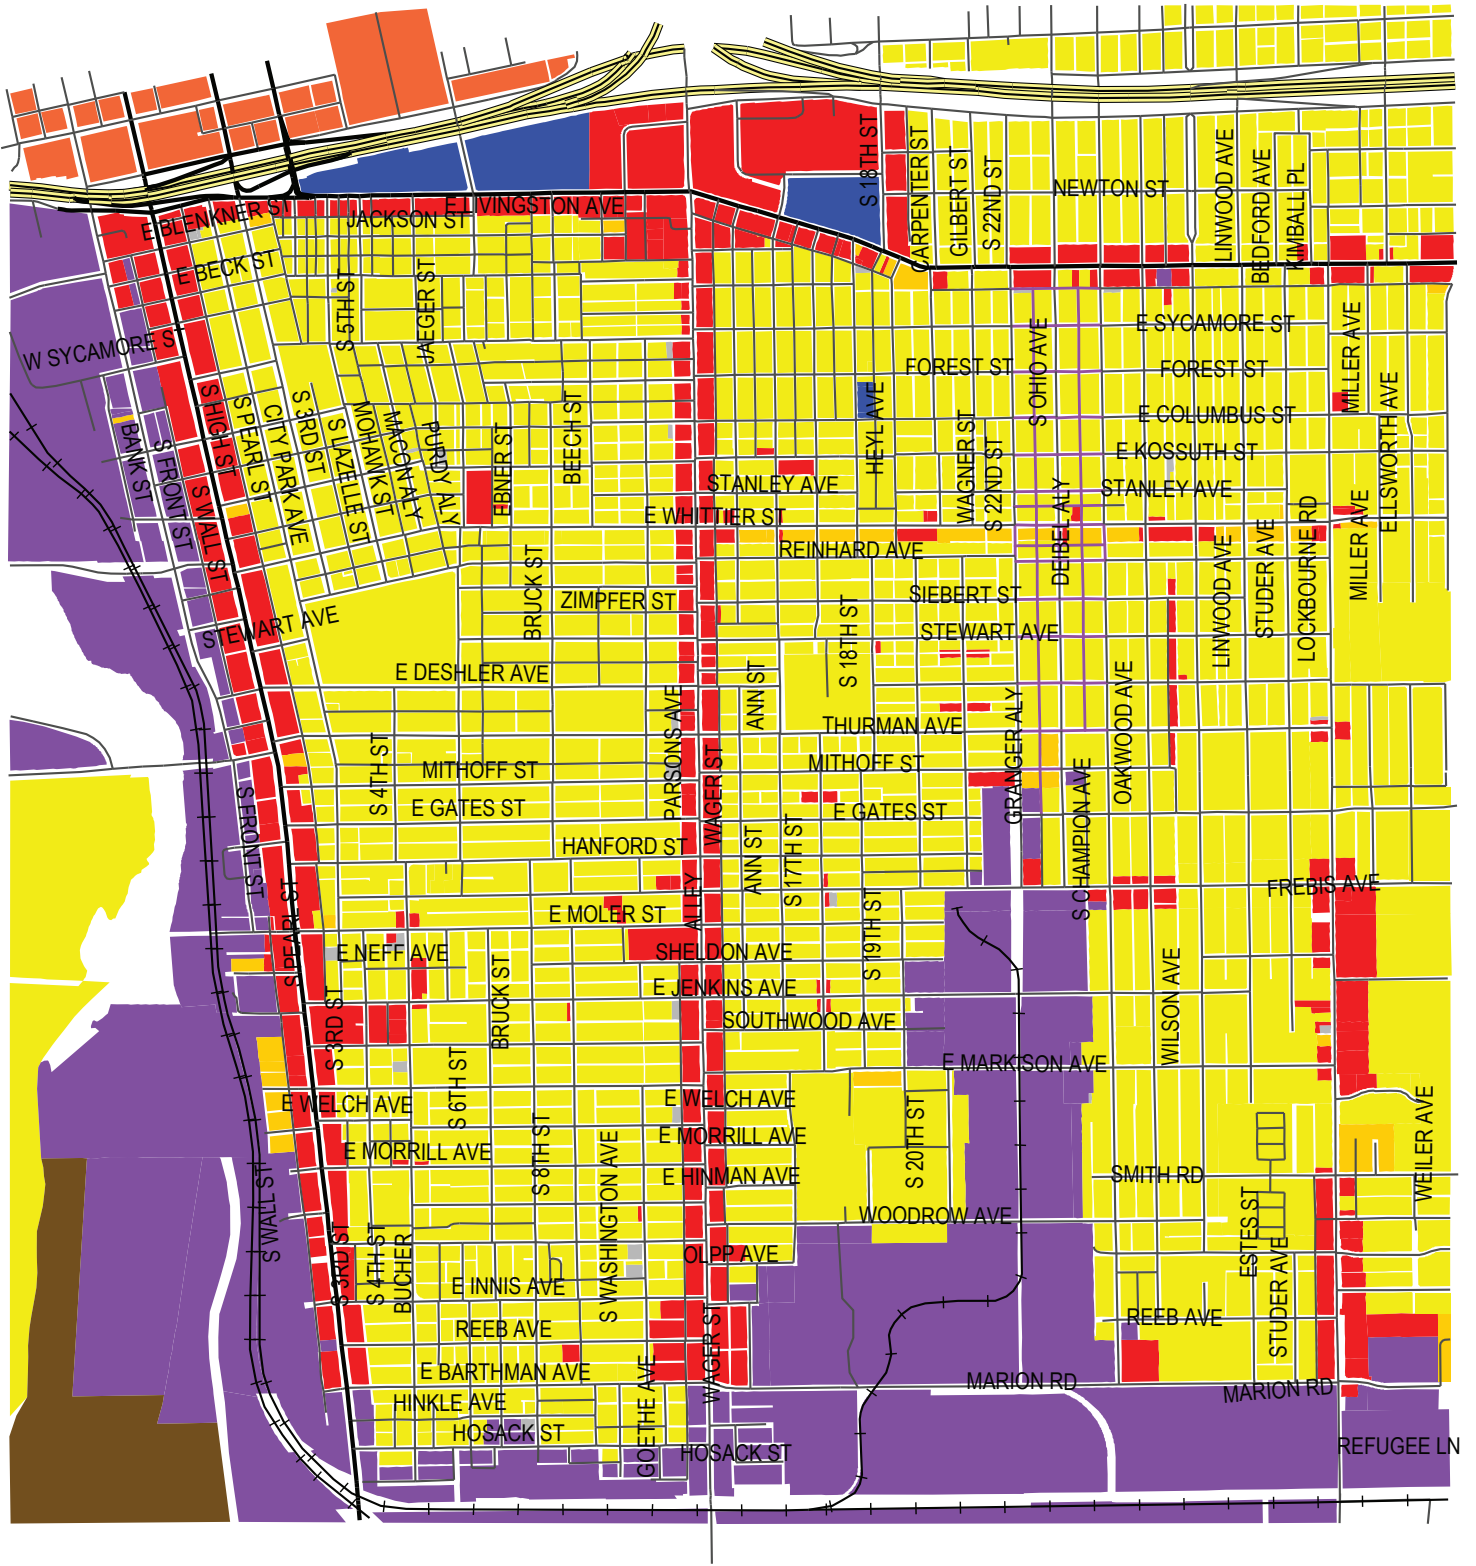 S 18TH ST
CARPENTER ST
GILBERT ST
S 22ND ST
NEWTON ST
LINWOOD AVE
BEDFORD AVE
KIMBALL PL
E BLENKNER ST
JACKSON ST
E LIVINGSTON AVE
E BECK ST
S 5TH ST
JAEGER ST
W SYCAMORE ST
E SYCAMORE ST
FOREST ST
FOREST ST
S OHIO AVE
MILLER AVE
ELLSWORTH AVE
S HIGH ST
S PEARL ST
CITY PARK AVE
S 3RD ST
S LAZELLE ST
MOHAWK ST
MACON ALY
PURDY ALY
EBNER ST
BEECH ST
HEYL AVE
WAGNER ST
S 22ND ST
E COLUMBUS ST
E KOSSUTH ST
BANK ST
S FRONT ST
S WALL ST
STANLEY AVE
STANLEY AVE
E WHITTIER ST
REINHARD AVE
DEIBEL ALY
LINWOOD AVE
STUDER AVE
LOCKBOURNE RD
MILLER AVE
BRUCK ST
ZIMPFER ST
SIEBERT ST
S 18TH ST
STEWART AVE
STEWART AVE
E DESHLER AVE
ANN ST
PARSONS AVE
THURMAN AVE
GRANGER ALY
OAKWOOD AVE
S 4TH ST
MITHOFF ST
WAGER ST
MITHOFF ST
S CHAMPION AVE
S FRONT ST
E GATES ST
E GATES ST
HANFORD ST
ANN ST
S 17TH ST
FREBIS AVE
S PEARL ST
ALLEY
E MOLER ST
S 19TH ST
E NEFF AVE
SHELDON AVE
BRUCK ST
E JENKINS AVE
WILSON AVE
S 3RD ST
SOUTHWOOD AVE
E MARKISON AVE
S 6TH ST
E WELCH AVE
E WELCH AVE
S 20TH ST
WEILER AVE
E MORRILL AVE
E MORRILL AVE
S 8TH ST
S WASHINGTON AVE
E HINMAN AVE
SMITH RD
S WALL ST
WOODROW AVE
ESTES ST
S 3RD ST
S 4TH ST
BUCHER
OLPP AVE
STUDER AVE
E INNIS AVE
REEB AVE
REEB AVE
WAGER ST
E BARTHMAN AVE
GOETHE AVE
MARION RD
MARION RD
HINKLE AVE
HOSACK ST
HOSACK ST
REFUGEE LN